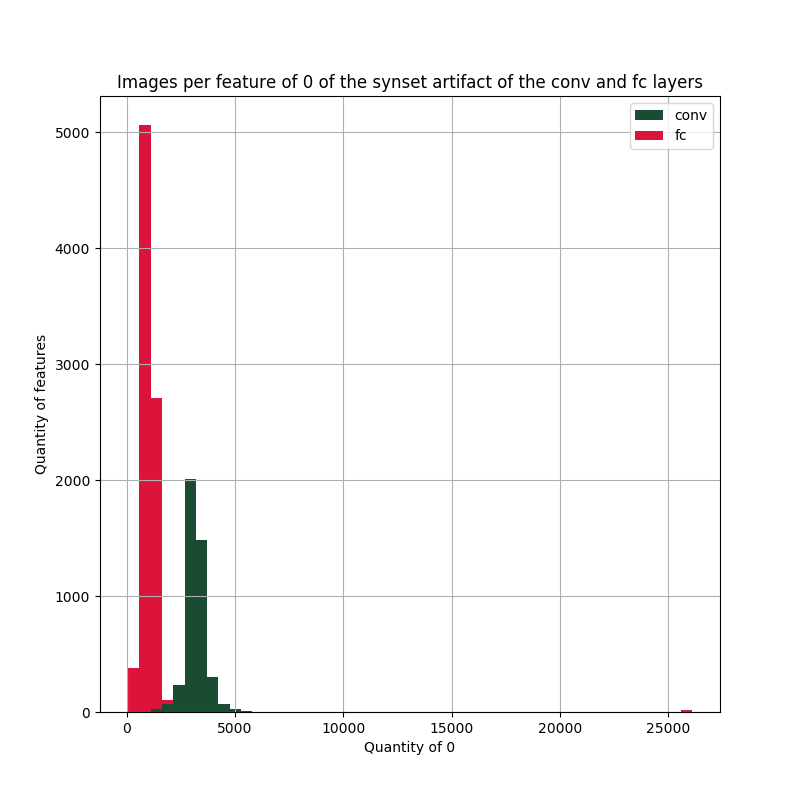 Images per feature of 0 of the synset artifact of the conv and fc layers
conv
fc
5000
4000
3000
2000
1000
0
Quantity of features
0
5000
10000
15000
20000
25000
Quantity of 0